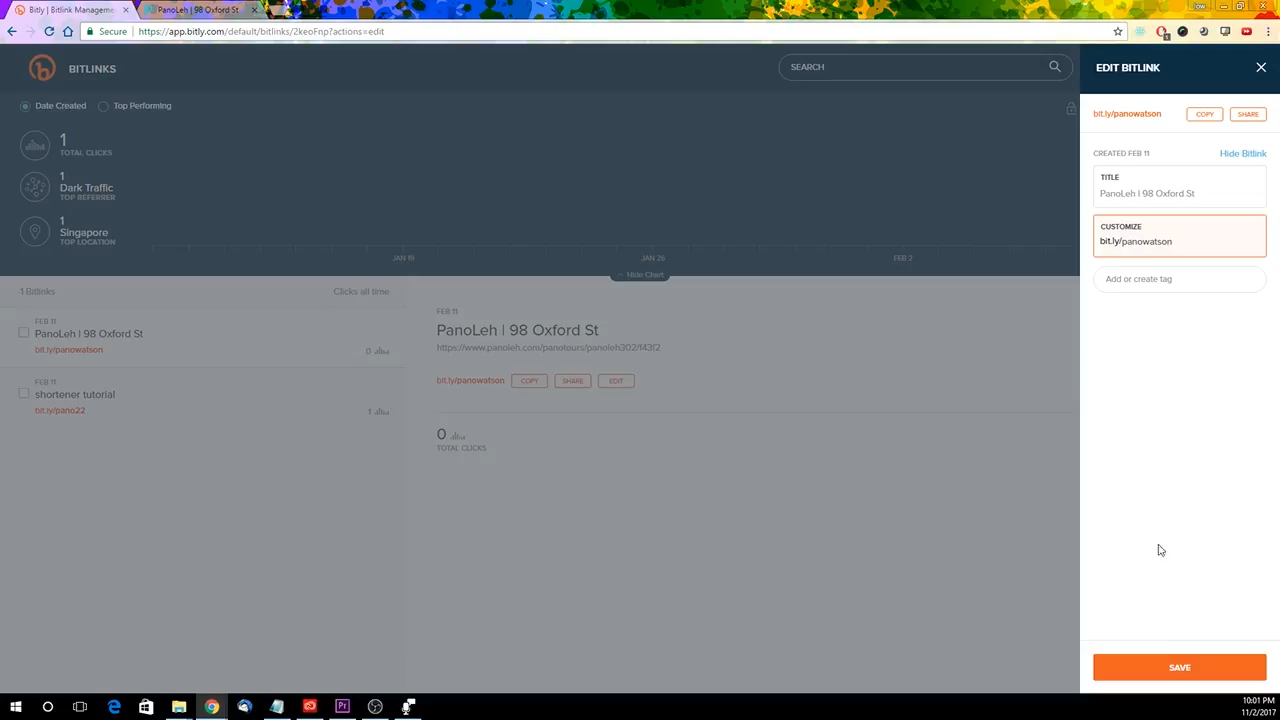 Bitly | Bitlink Manageme
PanoLeh | 98 Oxford St
Secure
https://app.bitly.com/default/bitlinks/2keoFnp?actions=edit
BITLINKS
SEARCH
EDIT BITLINK
Date Created
Top Performing
bit.ly/panowatson
COPY
SHARE
1
TOTAL CLICKS
CREATED FEB 11
Hide Bitlink
1
Dark Traffic
TOP REFERRER
TITLE
PanoLeh | 98 Oxford St
1
Singapore
TOP LOCATION
CUSTOMIZE
bit.ly/panowatson
JAN 19
JAN 26
FEB 2
Hide Chart
Add or create tag
1 Bitlinks
Clicks all time
FEB 11
PanoLeh | 98 Oxford St
bit.ly/panowatson
0
FEB 11
shortener tutorial
bit.ly/pano22
1
FEB 11
PanoLeh | 98 Oxford St
https://www.panoleh.com/panotours/panoleh302/f43f2
bit.ly/panowatson
COPY
SHARE
EDIT
0
TOTAL CLICKS
SAVE
10:01 PM
11/2/2017